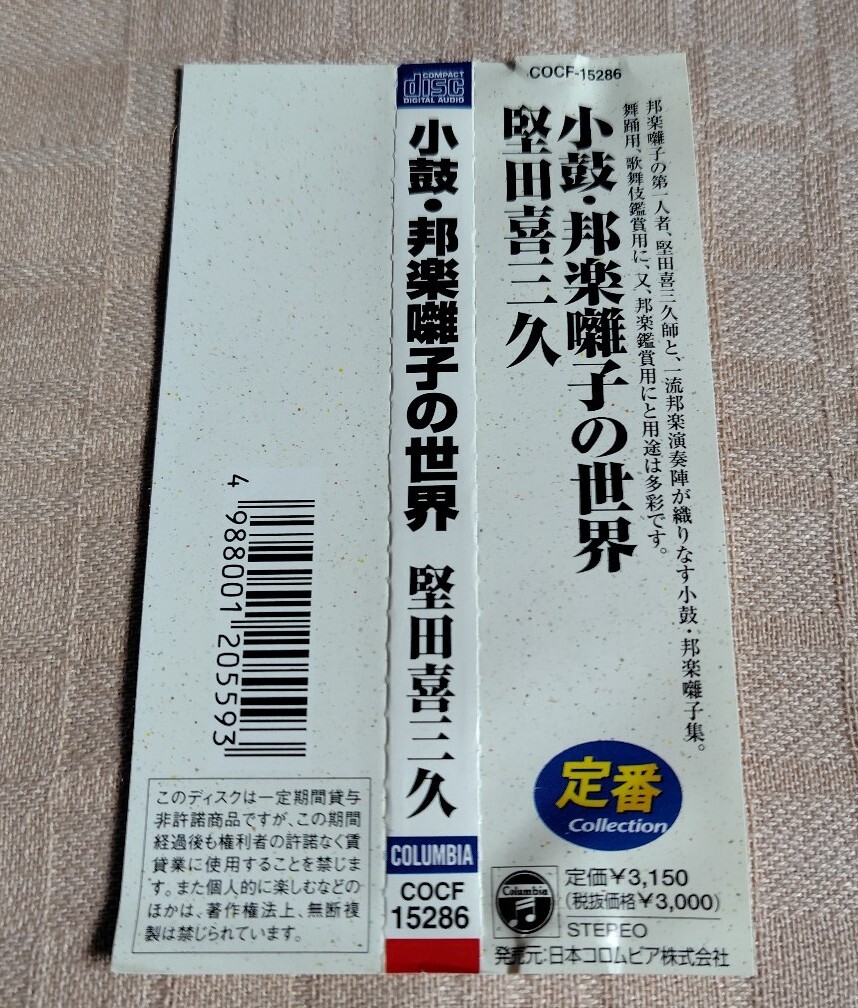 COCF-15286
邦楽囃子の第一人者、堅田喜三久師と、一流邦楽演奏陣が織りなす小鼓・邦楽囃子集。
舞踊用、歌舞伎鑑賞用に、又、邦楽鑑賞用にと用途は多彩です。
小鼓・邦楽囃子の世界
堅田喜三久
定番
Collection
Columbia
定価¥3,150
(税抜価格¥3,000)
STEREO
発売元:日本コロムビア株式会社
COMPACT
disc
DIGITAL AUDIO
小鼓・邦楽囃子の世界 堅田喜三久
COLUMBIA
COCF
15286
4 988001 205593
このディスクは一定期間貸与
非許諾商品ですが、この期間
経過後も権利者の許諾なく賃
貸業に使用することを禁じま
す。また個人的に楽しむなどの
ほかは、著作権法上、無断複
製は禁じられています。